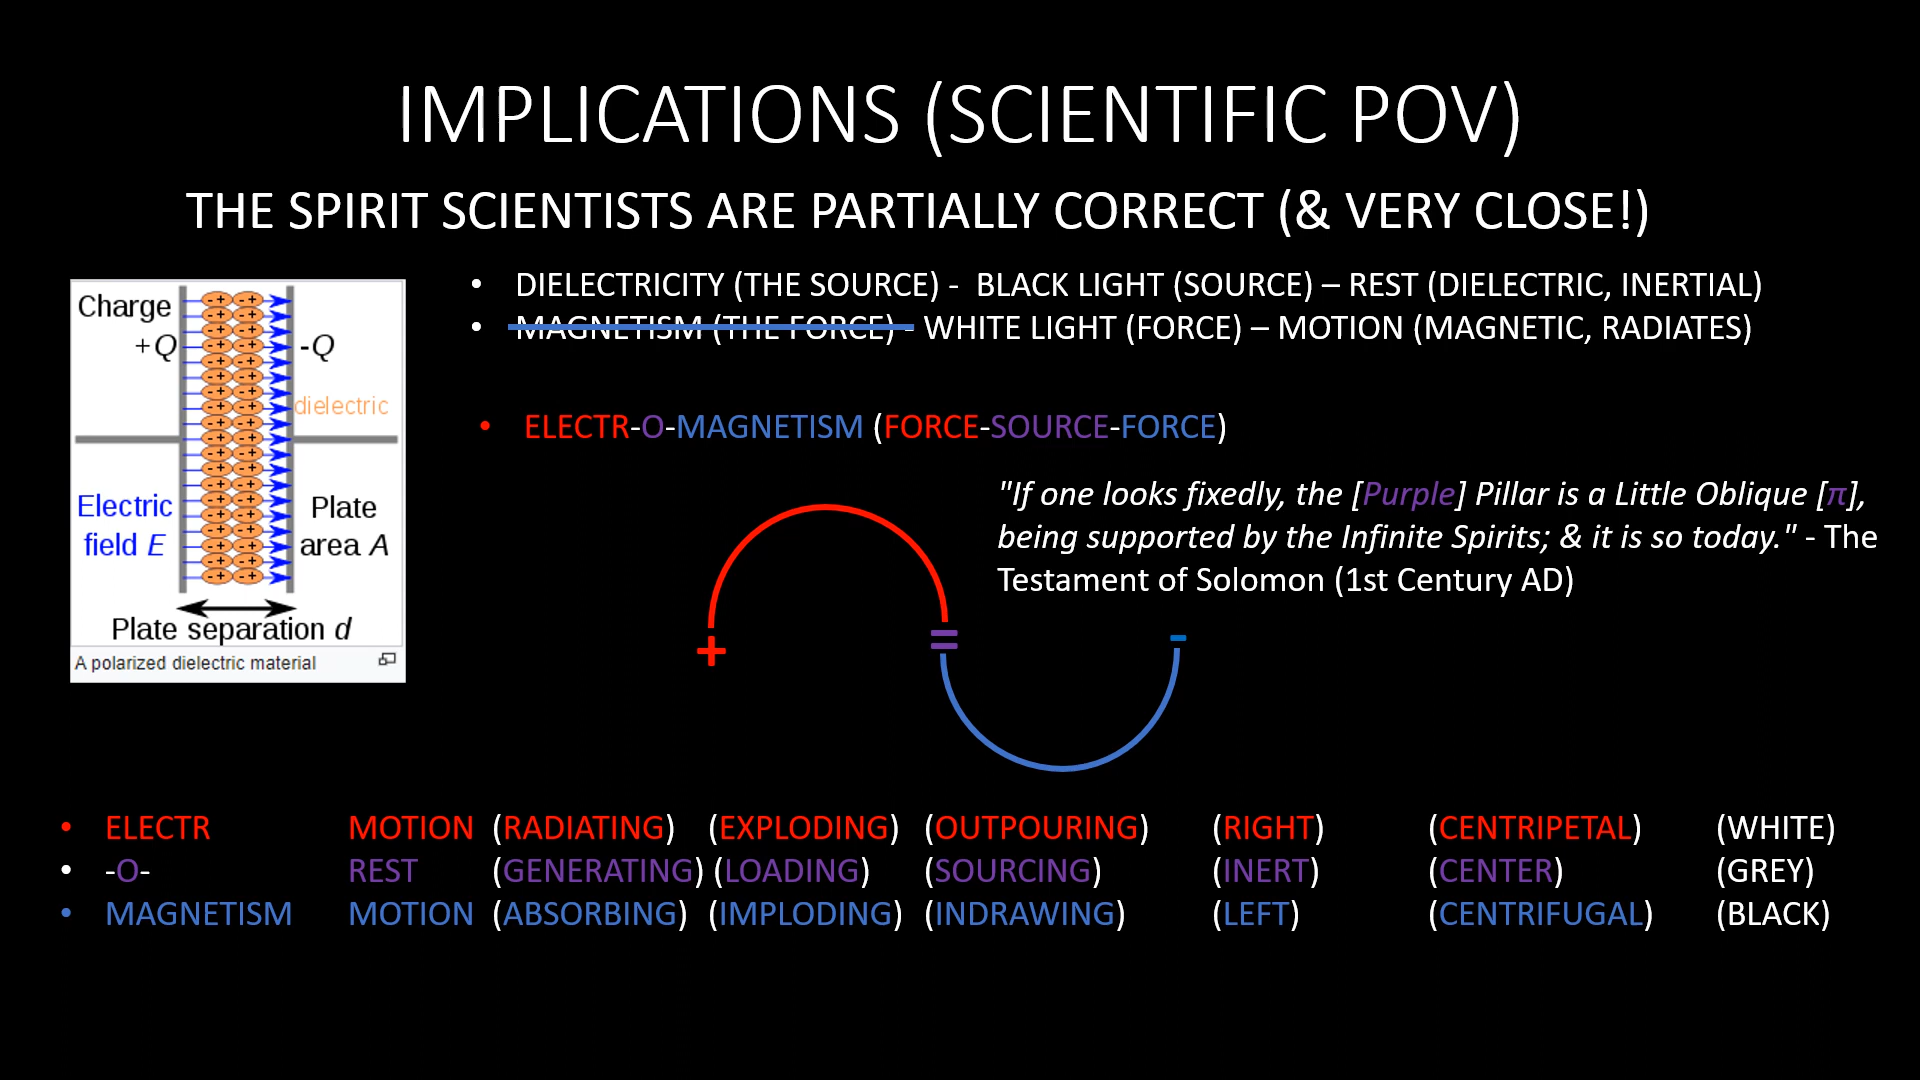 IMPLICATIONS (SCIENTIFIC POV)
THE SPIRIT SCIENTISTS ARE PARTIALLY CORRECT (& VERY CLOSE!)
• DIELECTRICITY (THE SOURCE) - BLACK LIGHT (SOURCE) – REST (DIELECTRIC, INERTIAL)
• MAGNETISM (THE FORCE) - WHITE LIGHT (FORCE) – MOTION (MAGNETIC, RADIATES)
Charge
+Q
-Q
dielectric
Electric
field E
Plate
area A
Plate separation d
A polarized dielectric material
• ELECTR-O-MAGNETISM (FORCE-SOURCE-FORCE)
"If one looks fixedly, the [Purple] Pillar is a Little Oblique [π],
being supported by the Infinite Spirits; & it is so today." - The
Testament of Solomon (1st Century AD)
+ = -
• ELECTR MOTION (RADIATING) (EXPLODING) (OUTPOURING) (RIGHT) (CENTRIPETAL) (WHITE)
• -O- REST (GENERATING) (LOADING) (SOURCING) (INERT) (CENTER) (GREY)
• MAGNETISM MOTION (ABSORBING) (IMPLODING) (INDRAWING) (LEFT) (CENTRIFUGAL) (BLACK)